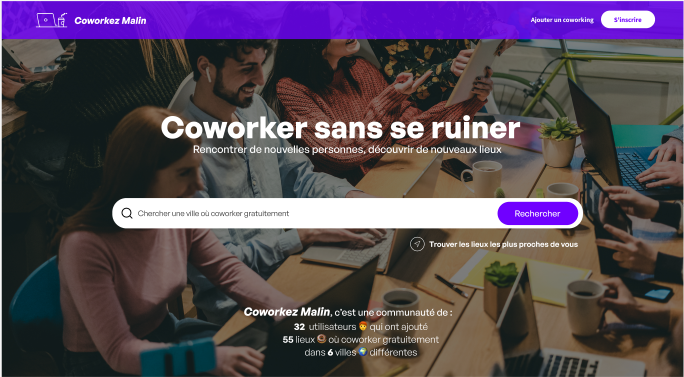 Coworkez Malin
Ajouter un coworking
S'inscrire
Coworker sans se ruiner
Rencontrer de nouvelles personnes, découvrir de nouveaux lieux
Chercher une ville où coworker gratuitement
Rechercher
Trouver les lieux les plus proches de vous
Coworkez Malin, c'est une communauté de :
32 utilisateurs 🧑 qui ont ajouté
55 lieux 🍪 où coworker gratuitement
dans 6 villes 🌍 différentes